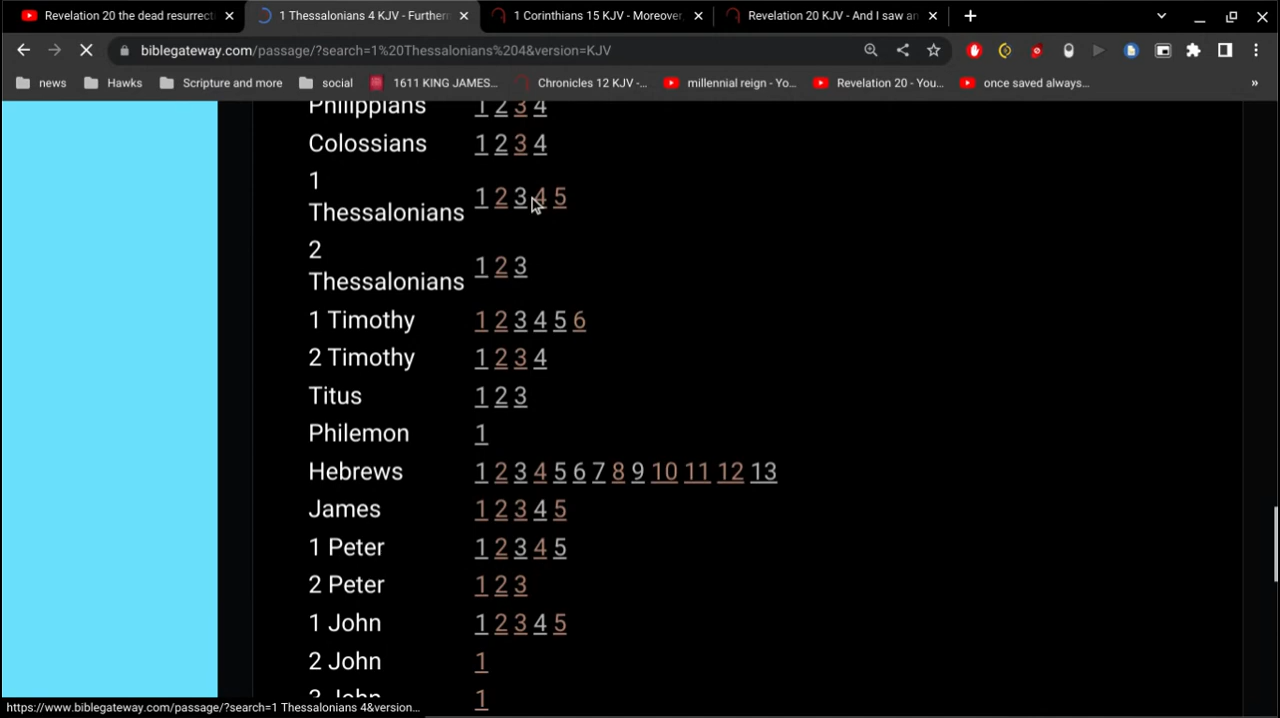 Revelation 20 the dead resurrecti
1 Thessalonians 4 KJV - Further
1 Corinthians 15 KJV - Moreover,
Revelation 20 KJV - And I saw an
biblegateway.com/passage/?search=1%20Thessalonians%204&version=KJV
news
Hawks
Scripture and more
social
1611 KING JAMES...
Chronicles 12 KJV -...
millennial reign - Yo...
Revelation 20 - You...
once saved always...
»
Philippians 1 2 3 4
Colossians 1 2 3 4
1
Thessalonians 1 2 3 4 5
2
Thessalonians 1 2 3
1 Timothy 1 2 3 4 5 6
2 Timothy 1 2 3 4
Titus 1 2 3
Philemon 1
Hebrews 1 2 3 4 5 6 7 8 9 10 11 12 13
James 1 2 3 4 5
1 Peter 1 2 3 4 5
2 Peter 1 2 3
1 John 1 2 3 4 5
2 John 1
3 John 1
https://www.biblegateway.com/passage/?search=1 Thessalonians 4&version...